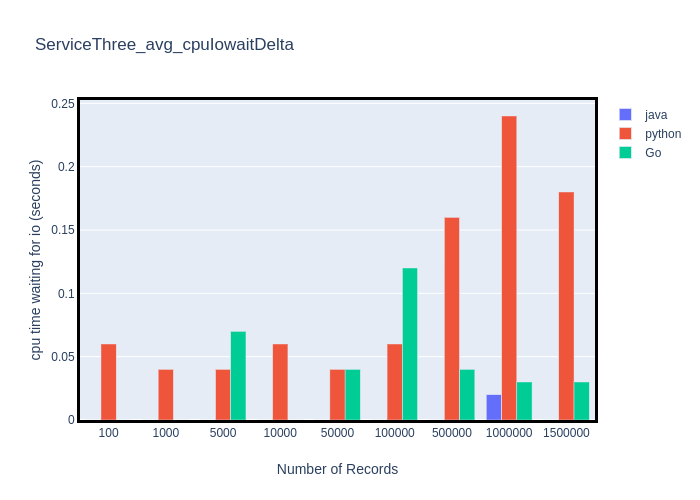 ServiceThree_avg_cpuIowaitDelta
cpu time waiting for io (seconds)
0.25
0.2
0.15
0.1
0.05
0
100 1000 5000 10000 50000 100000 500000 1000000 1500000
Number of Records
java
python
Go